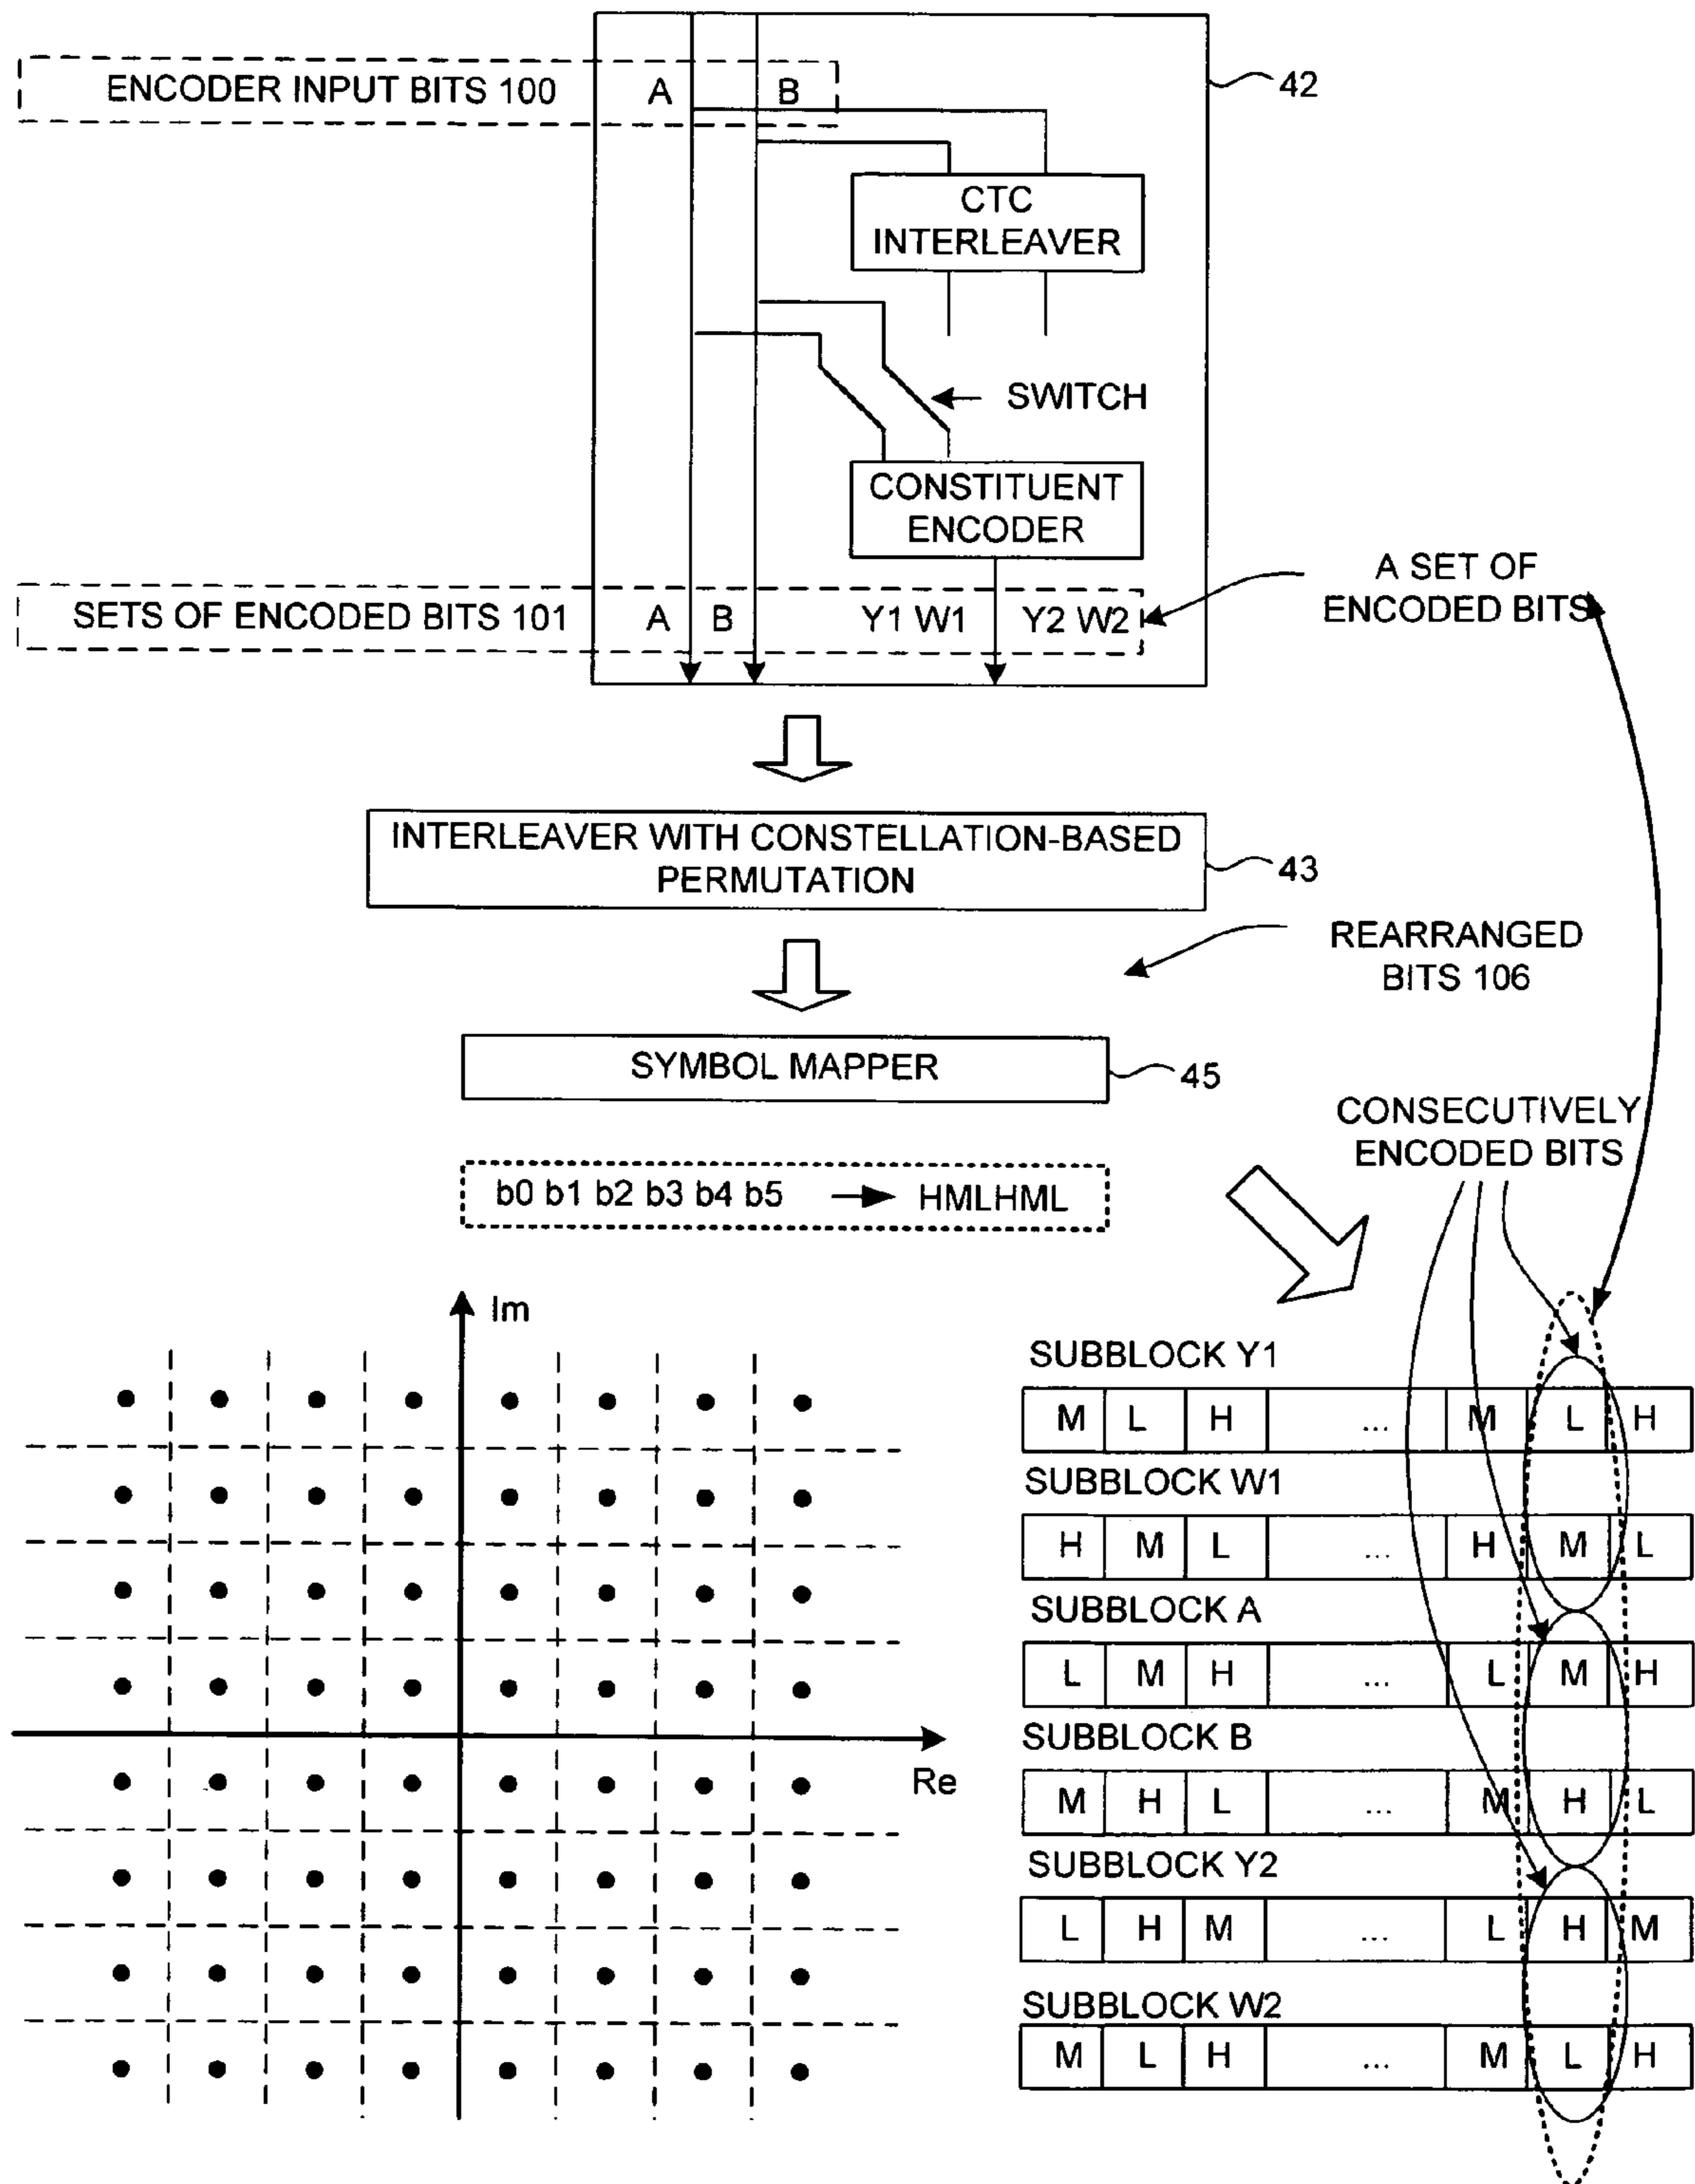 ENCODER INPUT BITS 100 A B
42
CTC
INTERLEAVER
SWITCH
CONSTITUENT
ENCODER
A SET OF
ENCODED BITS
SETS OF ENCODED BITS 101 A B Y1 W1 Y2 W2
INTERLEAVER WITH CONSTELLATION-BASED
PERMUTATION
43
REARRANGED
BITS 106
SYMBOL MAPPER
45
CONSECUTIVELY
ENCODED BITS
b0 b1 b2 b3 b4 b5 HMLHML
Im
Re
SUBBLOCK Y1
M L H ... M L H
SUBBLOCK W1
H M L ... H M L
SUBBLOCK A
L M H ... L M H
SUBBLOCK B
M H L ... M H L
SUBBLOCK Y2
L H M ... L H M
SUBBLOCK W2
M L H ... M L H